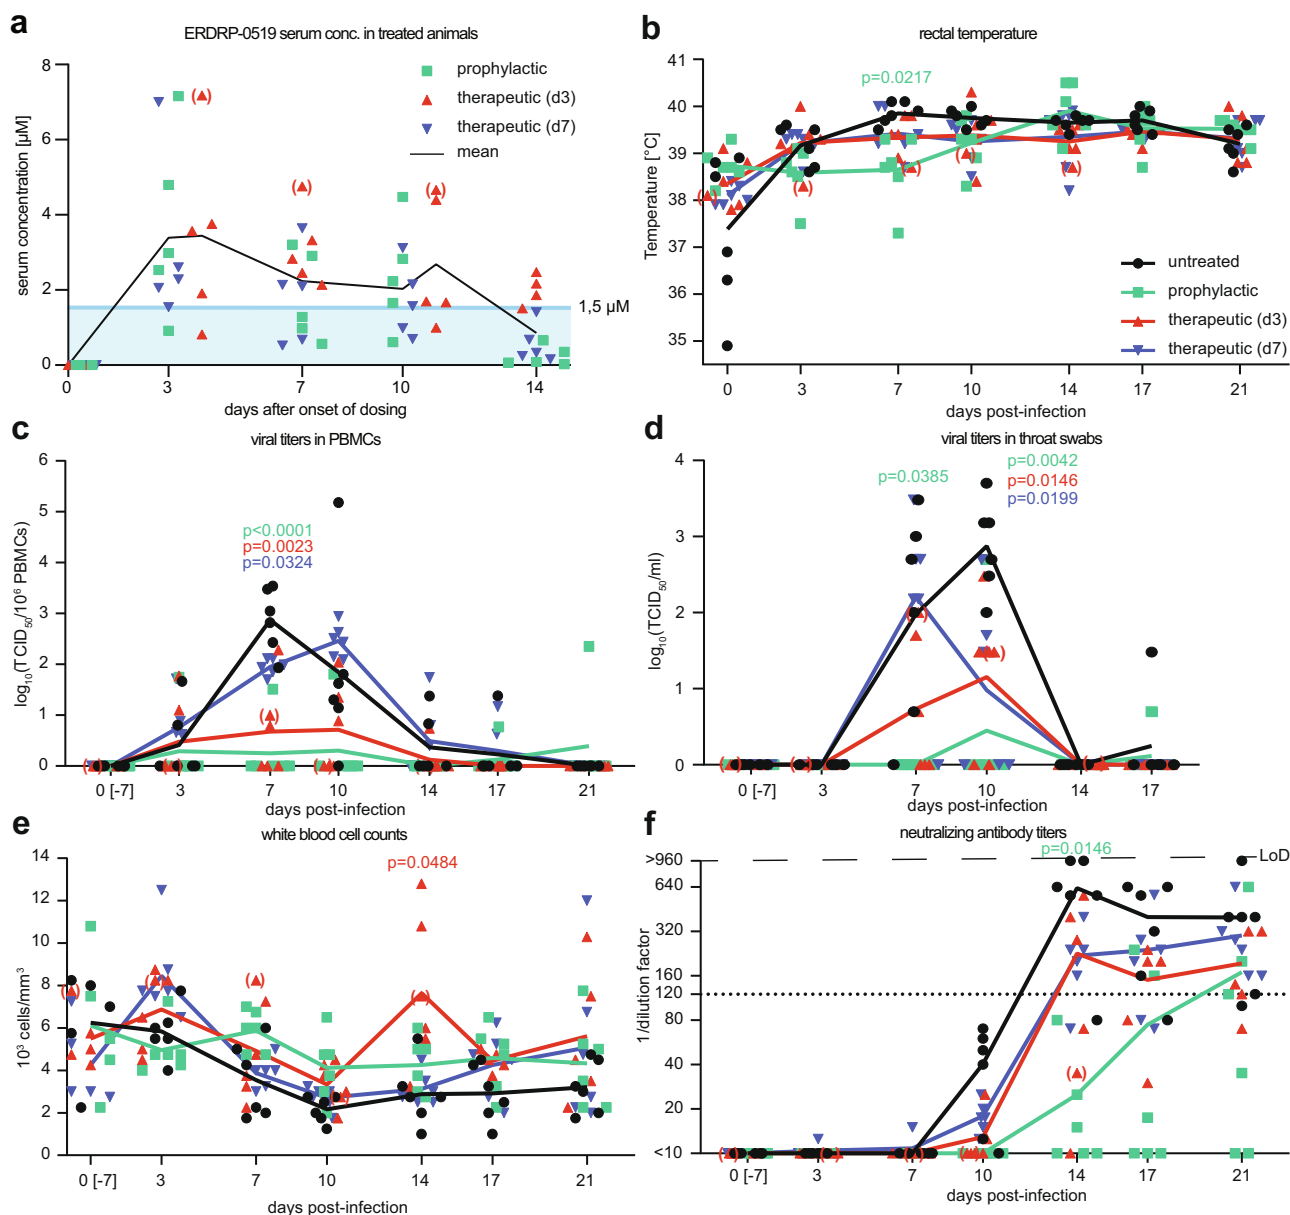 a
ERDRP-0519 serum conc. in treated animals
serum concentration [µM]
8
6
4
2
0
prophylactic
therapeutic (d3)
therapeutic (d7)
mean
( )
( )
( )
1,5 µM
0 3 7 10 14
days after onset of dosing
b
rectal temperature
Temperature [°C]
41
40
39
38
37
36
35
p=0.0217
( )
( )
( )
( )
( )
untreated
prophylactic
therapeutic (d3)
therapeutic (d7)
0 3 7 10 14 17 21
days post-infection
c
viral titers in PBMCs
log10(TCID50/10⁶ PBMCs)
6
5
4
3
2
1
0
p<0.0001
p=0.0023
p=0.0324
( )
( ) ( ) ( ) ( )
0 [-7] 3 7 10 14 17 21
days post-infection
d
viral titers in throat swabs
log10(TCID50/ml)
4
3
2
1
0
p=0.0385
p=0.0042
p=0.0146
p=0.0199
( )
( )
( ) ( ) ( )
0 [-7] 3 7 10 14 17
days post-infection
e
white blood cell counts
10³ cells/mm³
14
12
10
8
6
4
2
0
p=0.0484
( )
( )
( )
( )
( )
0 [-7] 3 7 10 14 17 21
days post-infection
f
neutralizing antibody titers
1/dilution factor
>960
640
320
160
120
80
40
20
<10
p=0.0146
LoD
( )
( ) ( ) ( ) ( )
0 [-7] 3 7 10 14 17 21
days post-infection